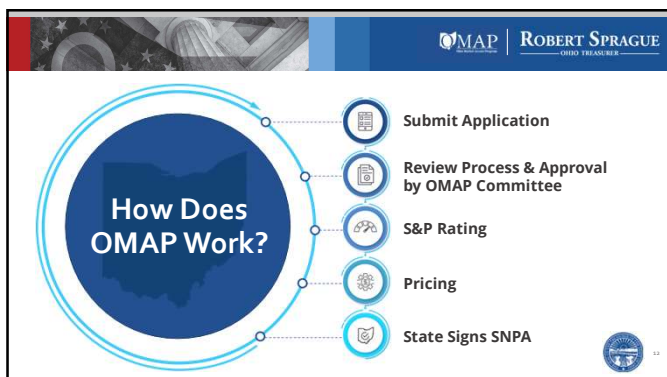 OMAP
ROBERT SPRAGUE
OHIO TREASURER
How Does
OMAP Work?
Submit Application
Review Process & Approval
by OMAP Committee
S&P Rating
Pricing
State Signs SNPA